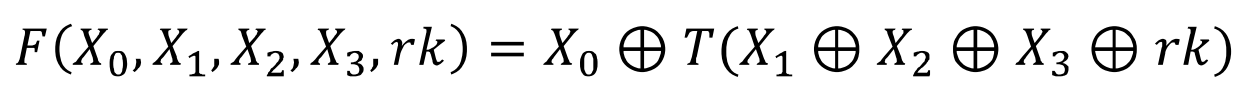 F(X₀, X₁, X₂, X₃, rk) = X₀ ⊕ T(X₁ ⊕ X₂ ⊕ X₃ ⊕ rk)